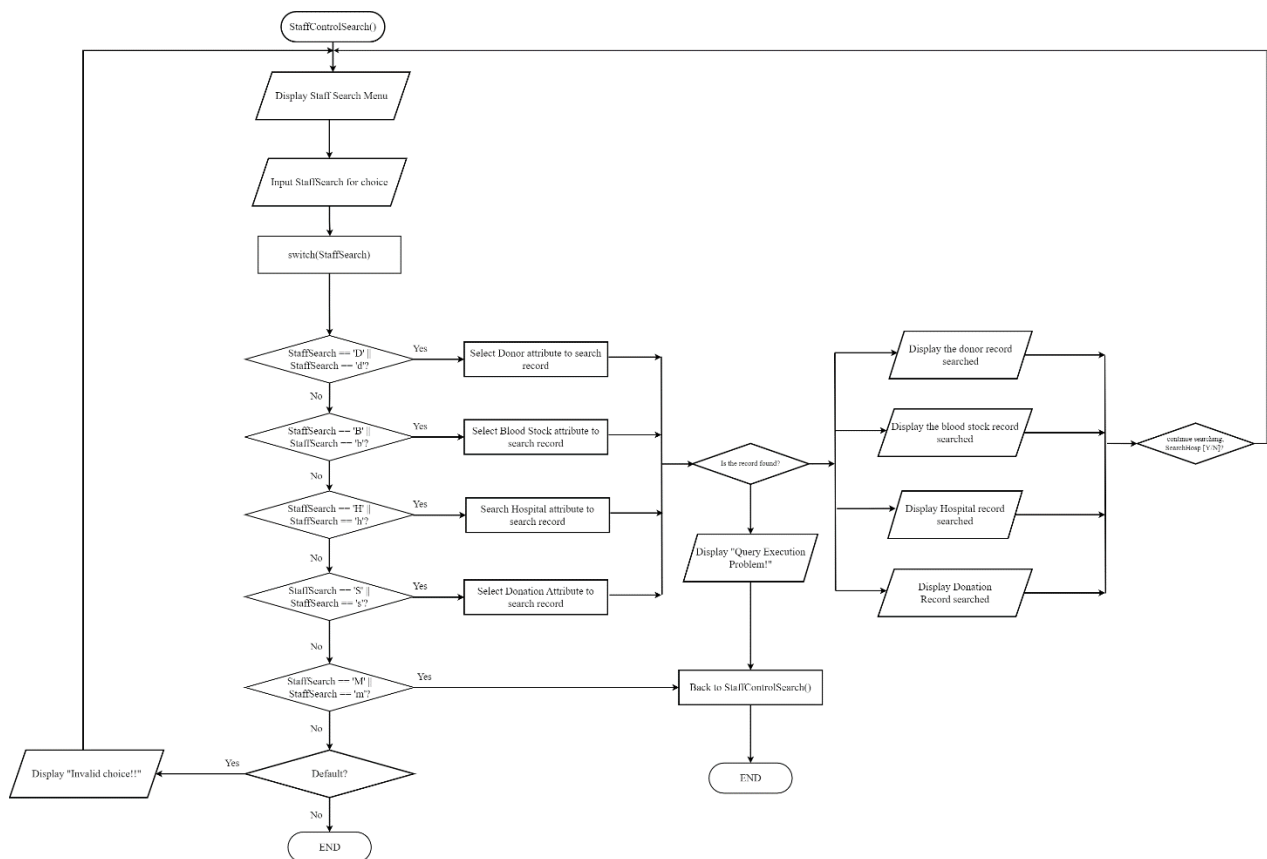 StaffControlSearch()
Display Staff Search Menu
Input StaffSearch for choice
switch(StaffSearch)
StaffSearch == 'D' ||
StaffSearch == 'd'?
Yes
Select Donor attribute to search
record
No
StaffSearch == 'B' ||
StaffSearch == 'b'?
Yes
Select Blood Stock attribute to
search record
No
StaffSearch == 'H' ||
StaffSearch == 'h'?
Yes
Search Hospital attribute to
search record
No
StaffSearch == 'S' ||
StaffSearch == 's'?
Yes
Select Donation Attribute to
search record
No
StaffSearch == 'M' ||
StaffSearch == 'm'?
Yes
No
Default?
Yes
Display "Invalid choice!!"
No
END
Is the record found?
Display "Query Execution
Problem!"
Back to StaffControlSearch()
END
Display the donor record
searched
Display the blood stock record
searched
Display Hospital record
searched
Display Donation
Record searched
continue searching,
SearchHosp [Y/N]?